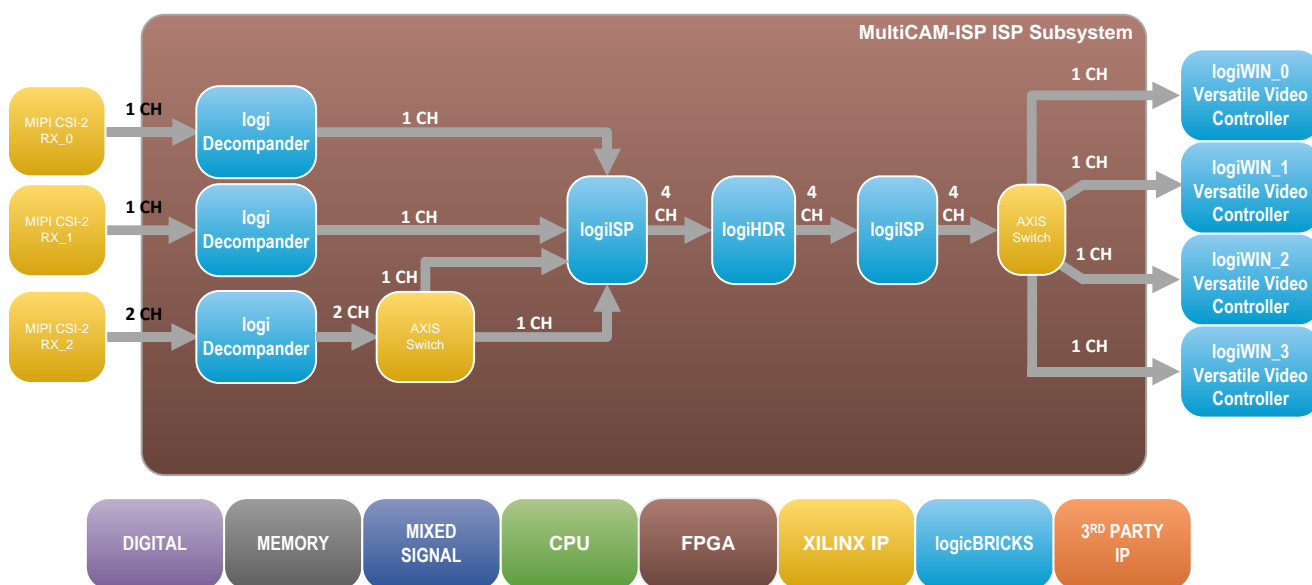 MultiCAM-ISP ISP Subsystem
MIPI CSI-2
RX_0
1 CH
logi
Decompander
1 CH
MIPI CSI-2
RX_1
1 CH
logi
Decompander
1 CH
MIPI CSI-2
RX_2
2 CH
logi
Decompander
2 CH
AXIS
Switch
1 CH
1 CH
logiISP
4
CH
logiHDR
4
CH
logiISP
4
CH
AXIS
Switch
1 CH
logiWIN_0
Versatile Video
Controller
1 CH
logiWIN_1
Versatile Video
Controller
1 CH
logiWIN_2
Versatile Video
Controller
1 CH
logiWIN_3
Versatile Video
Controller
DIGITAL
MEMORY
MIXED
SIGNAL
CPU
FPGA
XILINX IP
logicBRICKS
3RD PARTY
IP